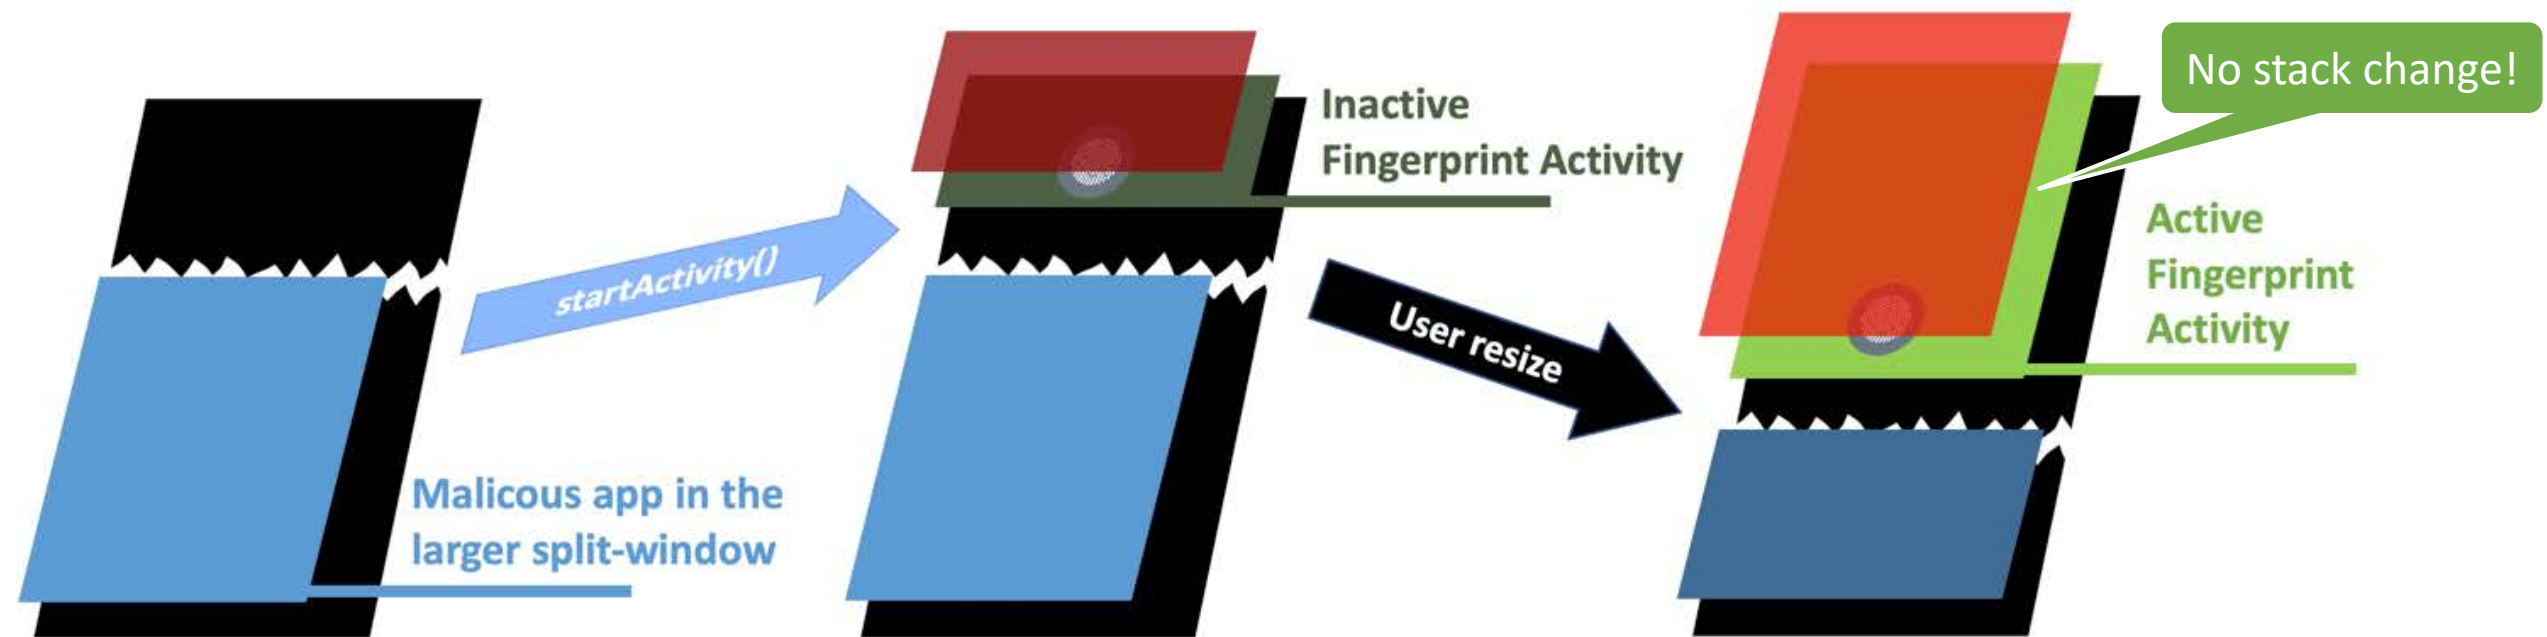 No stack change!
Inactive
Fingerprint Activity
startActivity()
User resize
Active
Fingerprint
Activity
Malicous app in the
larger split-window